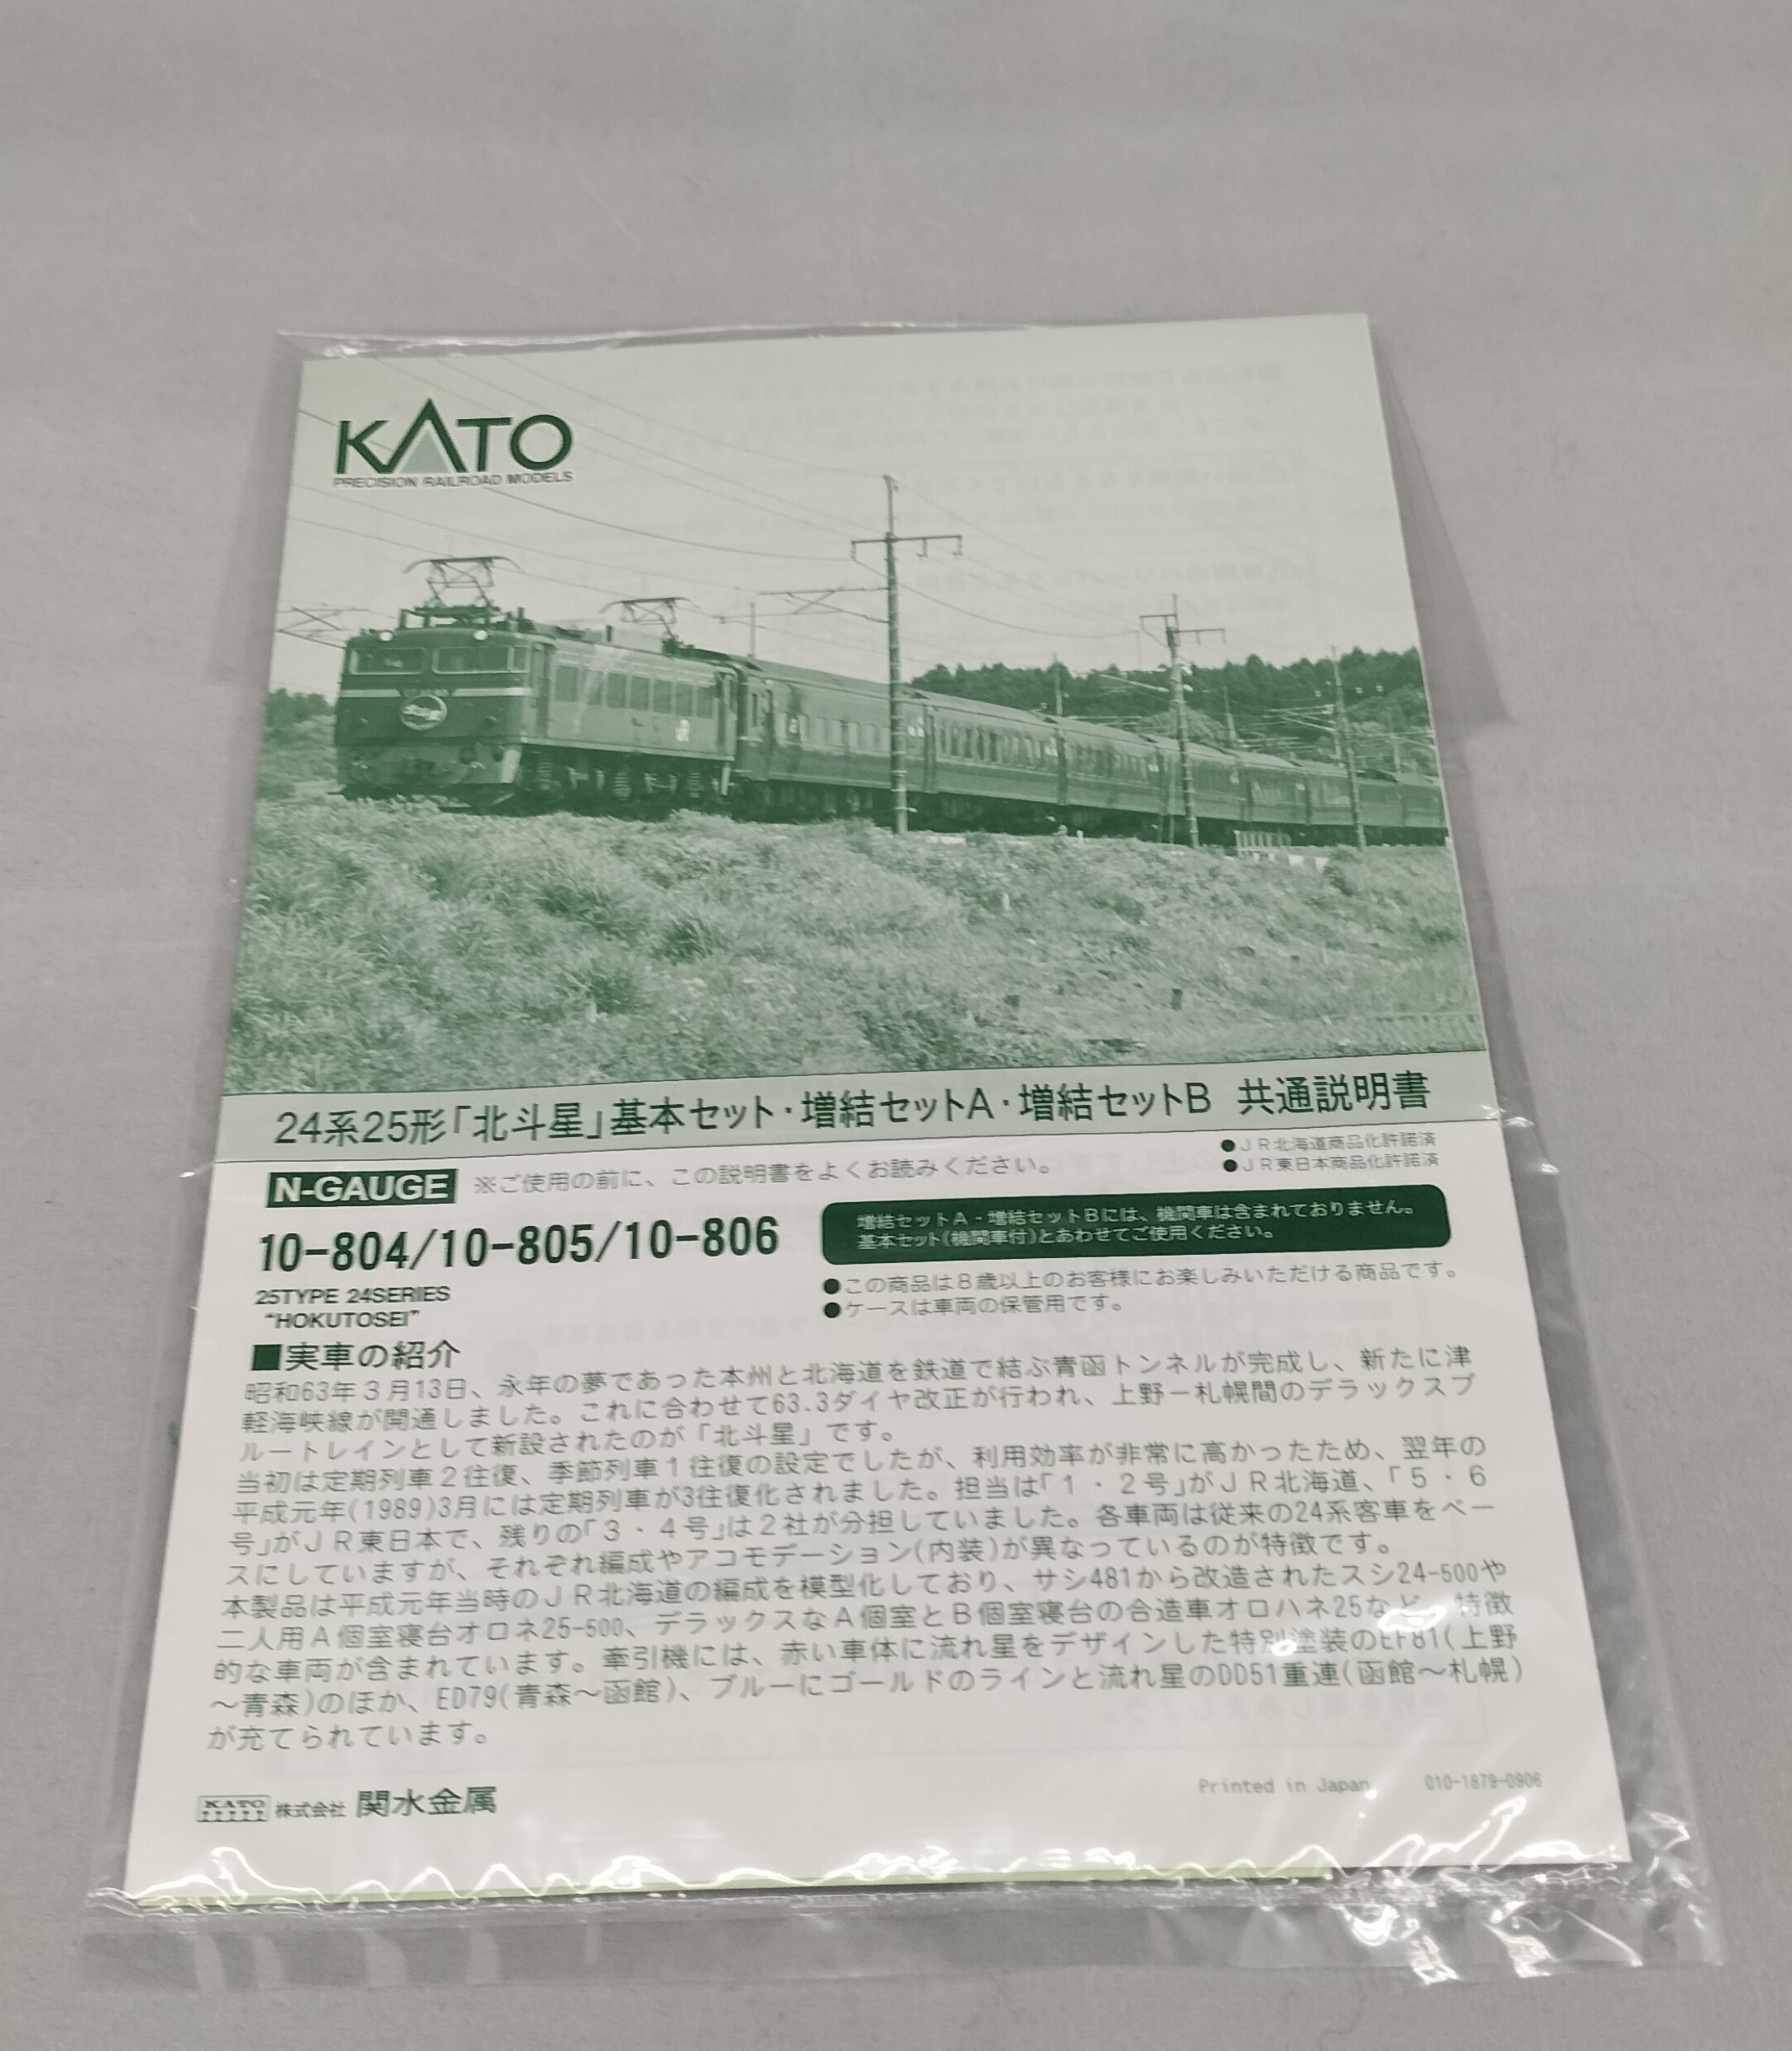 KATO
PRECISION RAILROAD MODELS
24系25形「北斗星」基本セット・増結セットA・増結セットB 共通説明書
●JR北海道商品化許諾済
●JR東日本商品化許諾済
N-GAUGE ※ご使用の前に、この説明書をよくお読みください。
10-804/10-805/10-806
25TYPE 24SERIES
“HOKUTOSEI”
増結セットA・増結セットBには、機関車は含まれておりません。
基本セット(機関車付)とあわせてご使用ください。
●この商品は8歳以上のお客様にお楽しみいただける商品です。
●ケースは車両の保管用です。
■実車の紹介
昭和63年3月13日、永年の夢であった本州と北海道を鉄道で結ぶ青函トンネルが完成し、新たに津
軽海峡線が開通しました。これに合わせて63.3ダイヤ改正が行われ、上野－札幌間のデラックスブ
ルートレインとして新設されたのが「北斗星」です。
当初は定期列車2往復、季節列車1往復の設定でしたが、利用効率が非常に高かったため、翌年の
平成元年(1989)3月には定期列車が3往復化されました。担当は「1・2号」がJR北海道、「5・6
号」がJR東日本で、残りの「3・4号」は2社が分担していました。各車両は従来の24系客車をベー
スにしていますが、それぞれ編成やアコモデーション(内装)が異なっているのが特徴です。
本製品は平成元年当時のJR北海道の編成を模型化しており、サシ481から改造されたスシ24-500や
二人用A個室寝台オロネ25-500、デラックスなA個室とB個室寝台の合造車オロハネ25など、特徴
的な車両が含まれています。牽引機には、赤い車体に流れ星をデザインした特別塗装のEF81(上野
～青森)のほか、ED79(青森～函館)、ブルーにゴールドのラインと流れ星のDD51重連(函館～札幌)
が充てられています。
KATO 株式会社 関水金属
Printed in Japan 010-1879-0906